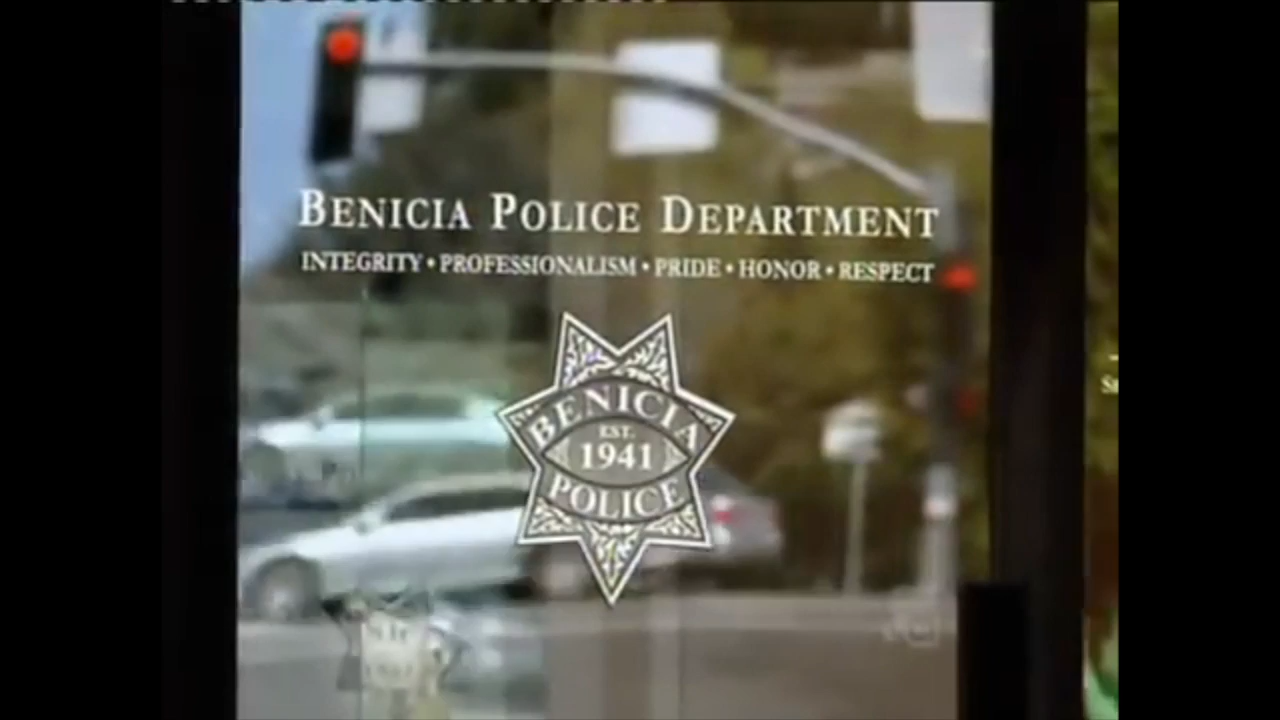 BENICIA POLICE DEPARTMENT
INTEGRITY • PROFESSIONALISM • PRIDE • HONOR • RESPECT
BENICIA
EST.
1941
POLICE